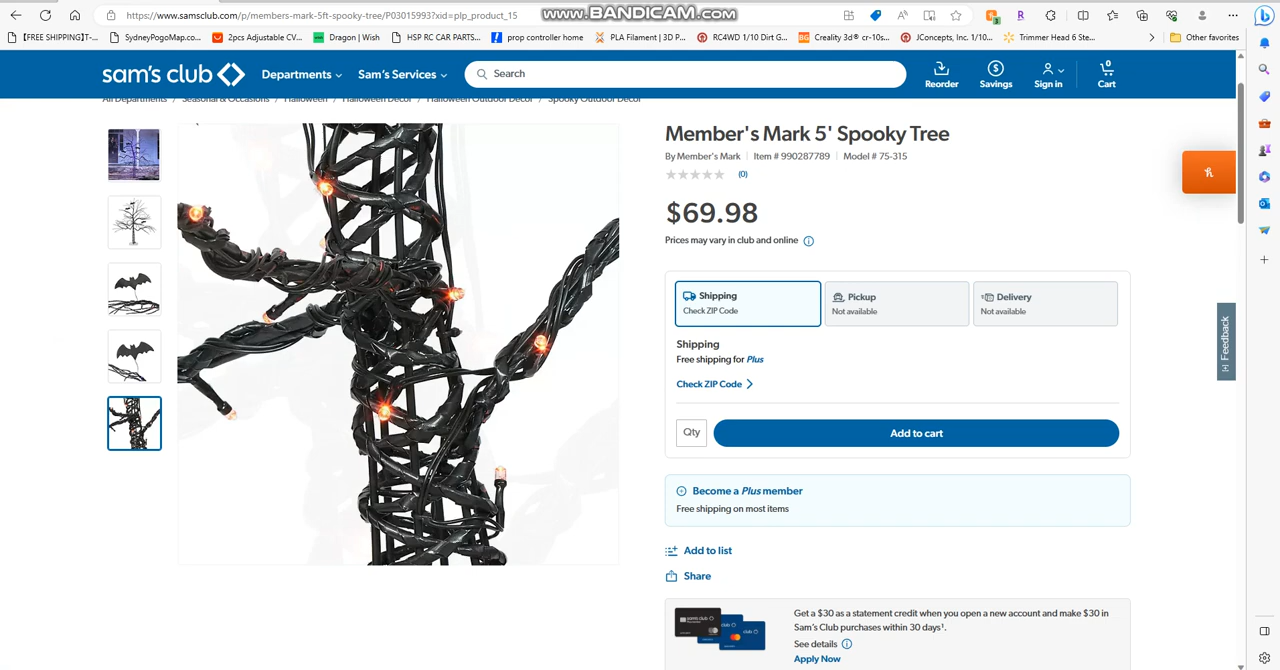 https://www.samsclub.com/p/members-mark-5ft-spooky-tree/P03015993?xid=plp_product_15
www.BANDICAM.com
【FREE SHIPPING】T-...
SydneyPogoMap.co...
2pcs Adjustable CV...
Dragon | Wish
HSP RC CAR PARTS...
prop controller home
PLA Filament | 3D P...
RC4WD 1/10 Dirt G...
Creality 3d® cr-10s...
JConcepts, Inc. 1/10...
Trimmer Head 6 Ste...
Other favorites
sam's club
Departments
Sam's Services
Search
Reorder
Savings
Sign in
Cart
All Departments / Seasonal & Occasions / Halloween / Halloween Decor / Halloween Outdoor Decor / Spooky Outdoor Decor
Member's Mark 5' Spooky Tree
By Member's Mark | Item # 990287789 | Model # 75-315
(0)
$69.98
Prices may vary in club and online
Shipping
Check ZIP Code
Pickup
Not available
Delivery
Not available
Shipping
Free shipping for Plus
Check ZIP Code
Qty
Add to cart
Become a Plus member
Free shipping on most items
Add to list
Share
Get a $30 as a statement credit when you open a new account and make $30 in
Sam's Club purchases within 30 days¹.
See details
Apply Now
Feedback